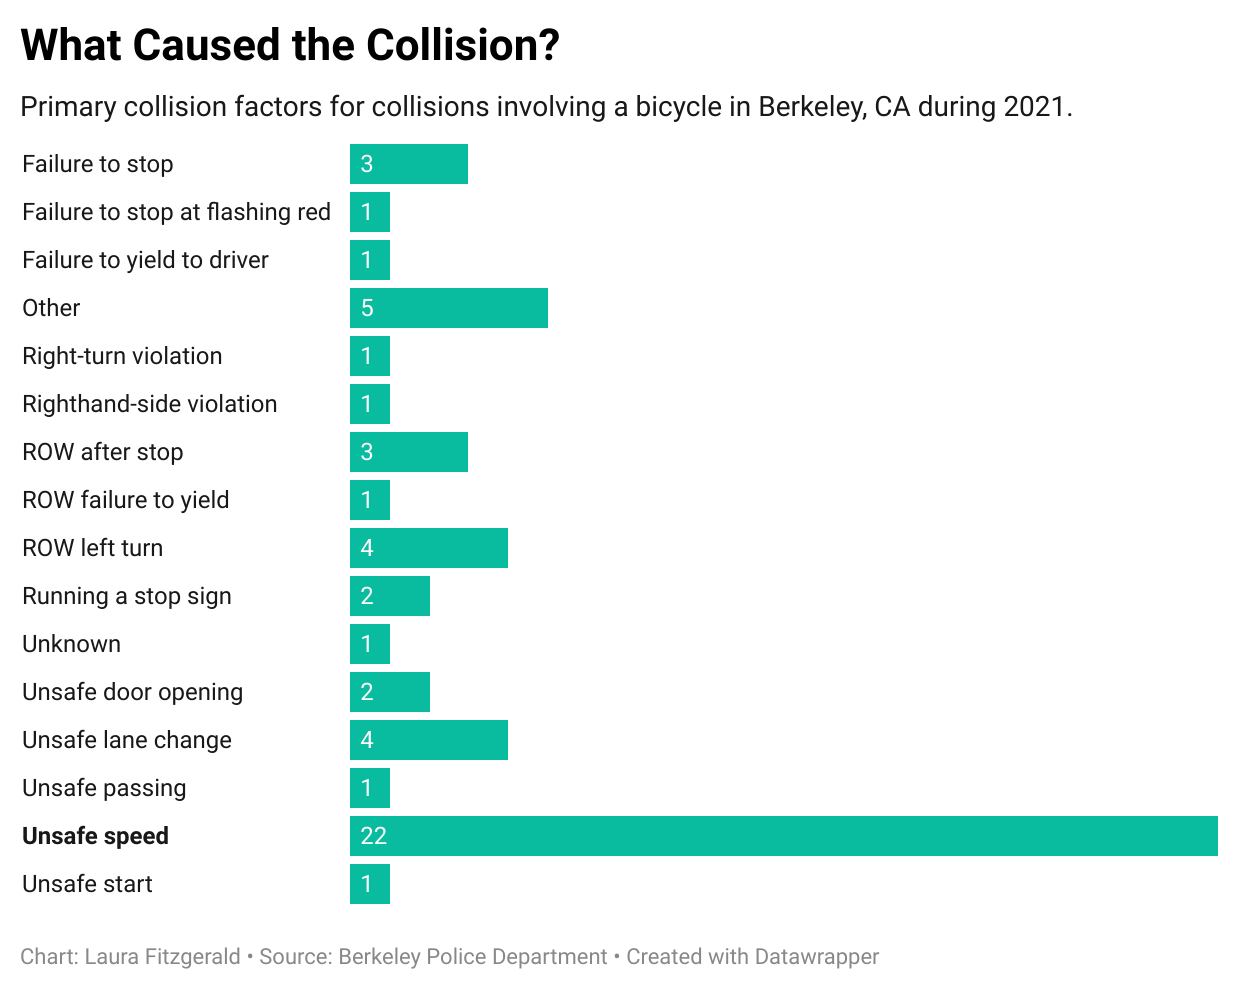 What Caused the Collision?
Primary collision factors for collisions involving a bicycle in Berkeley, CA during 2021.
Failure to stop 3
Failure to stop at flashing red 1
Failure to yield to driver 1
Other 5
Right-turn violation 1
Righthand-side violation 1
ROW after stop 3
ROW failure to yield 1
ROW left turn 4
Running a stop sign 2
Unknown 1
Unsafe door opening 2
Unsafe lane change 4
Unsafe passing 1
Unsafe speed 22
Unsafe start 1
Chart: Laura Fitzgerald • Source: Berkeley Police Department • Created with Datawrapper